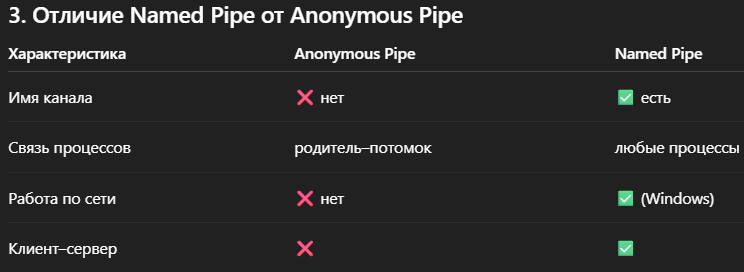 3. Отличие Named Pipe от Anonymous Pipe
Характеристика Anonymous Pipe Named Pipe
Имя канала ❌ нет ✅ есть
Связь процессов родитель–потомок любые процессы
Работа по сети ❌ нет ✅ (Windows)
Клиент–сервер ❌ ✅